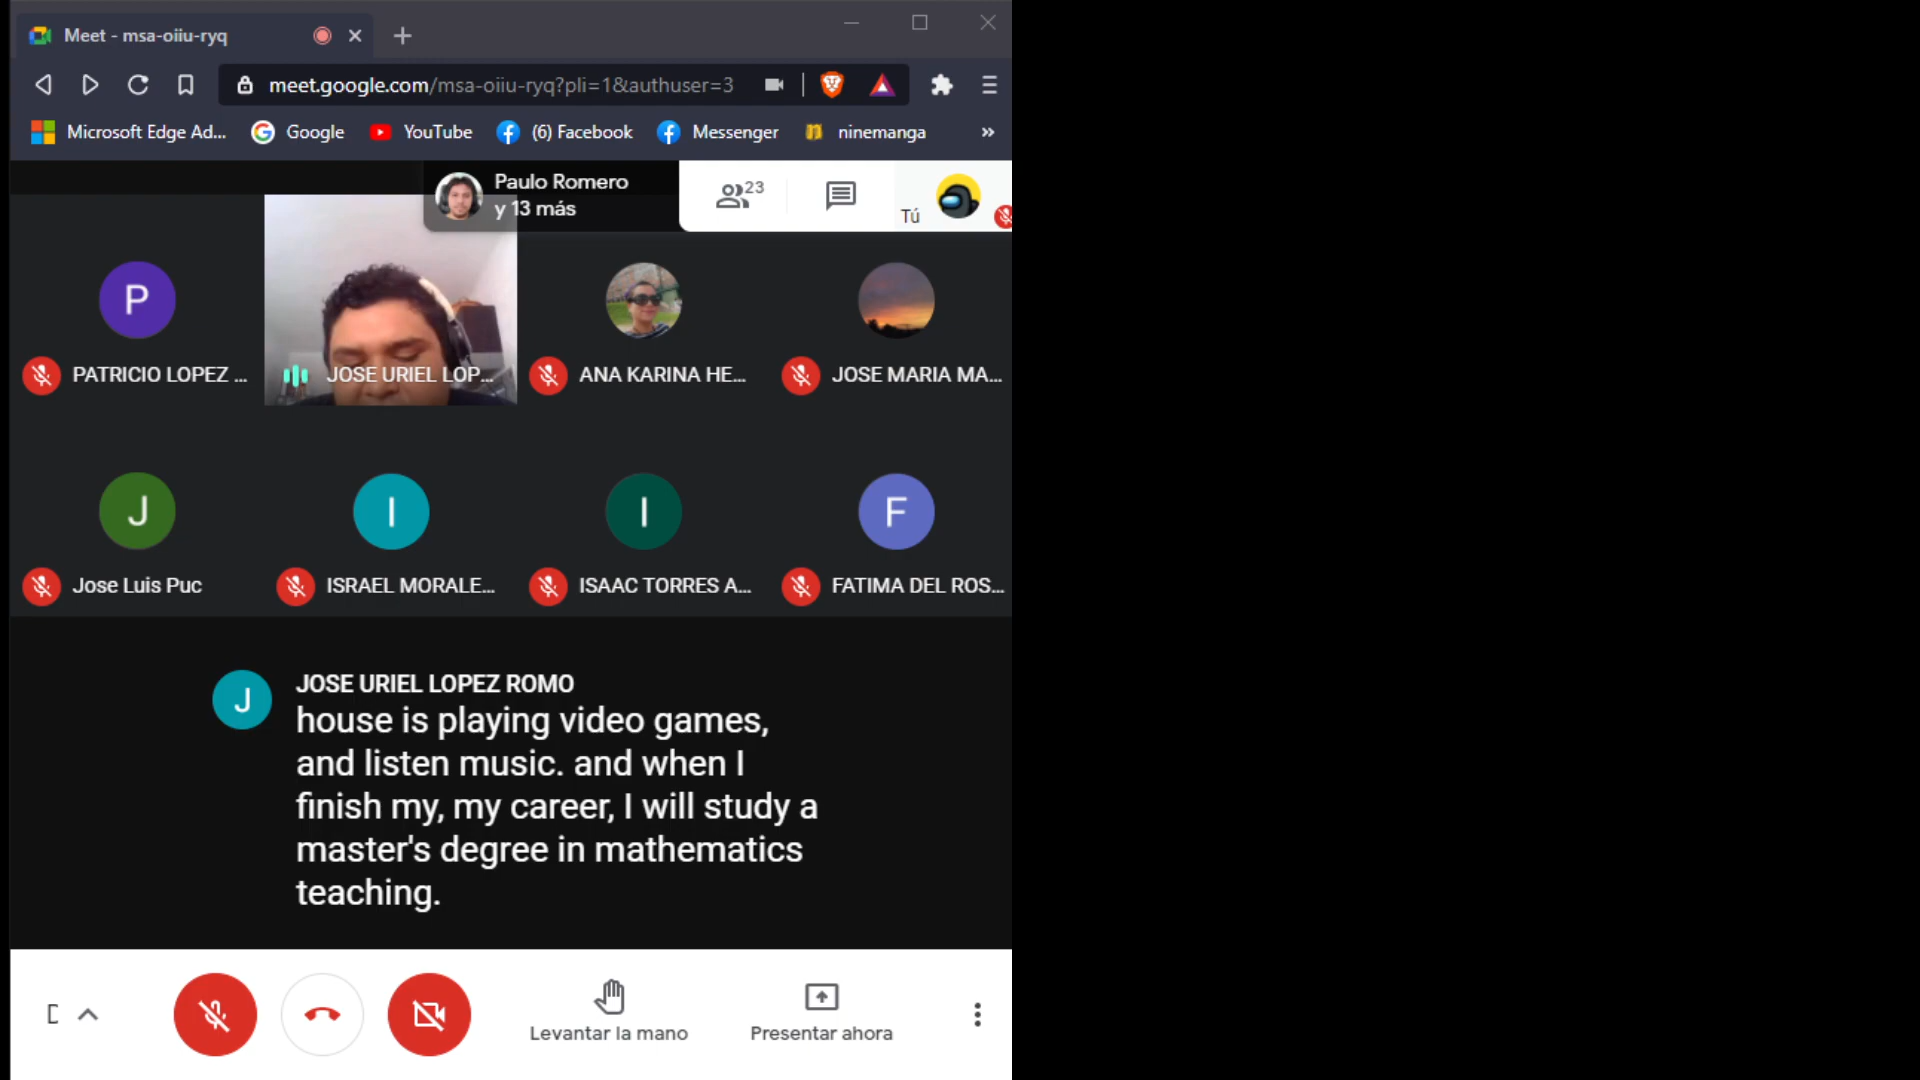 Meet - msa-oiiu-ryq
meet.google.com/msa-oiiu-ryq?pli=1&authuser=3
Microsoft Edge Ad... Google YouTube (6) Facebook Messenger ninemanga »
Paulo Romero
y 13 más
23
Tú
P
PATRICIO LOPEZ ... JOSE URIEL LOP... ANA KARINA HE... JOSE MARIA MA...
J I I F
Jose Luis Puc ISRAEL MORALE... ISAAC TORRES A... FATIMA DEL ROS...
J
JOSE URIEL LOPEZ ROMO
house is playing video games,
and listen music. and when I
finish my, my career, I will study a
master's degree in mathematics
teaching.
Levantar la mano Presentar ahora